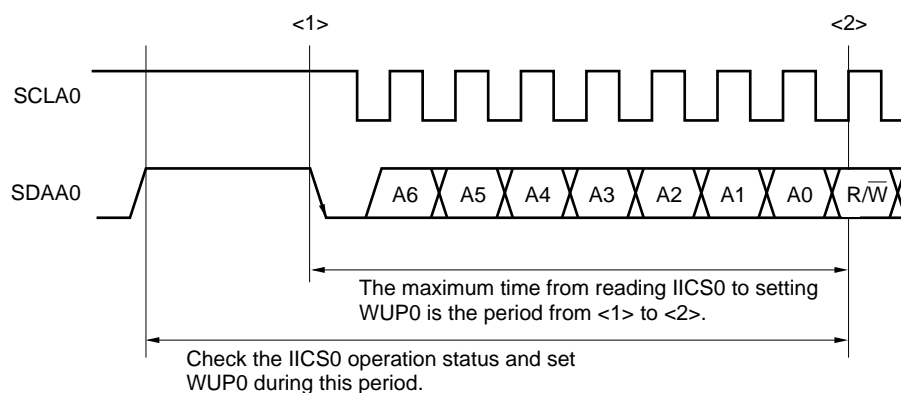 <1> <2>
SCLA0
SDAA0 A6 A5 A4 A3 A2 A1 A0 R/W̅
The maximum time from reading IICS0 to setting
WUP0 is the period from <1> to <2>.
Check the IICS0 operation status and set
WUP0 during this period.